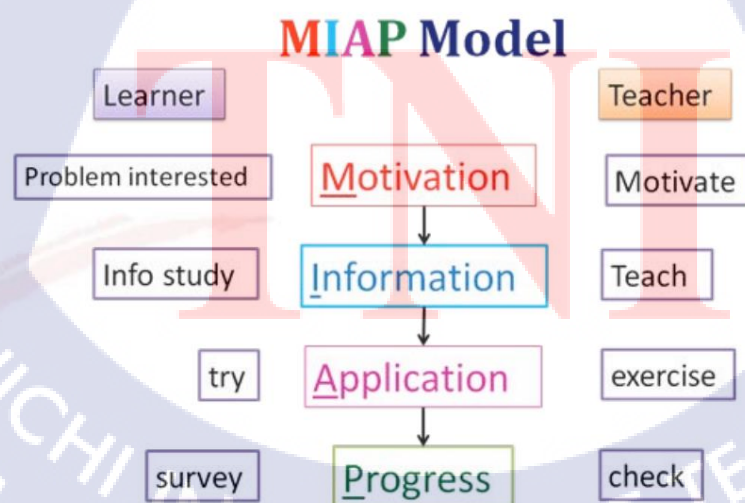 MIAP Model
Learner Teacher
Problem interested Motivation Motivate
Info study Information Teach
try Application exercise
survey Progress check
TNI